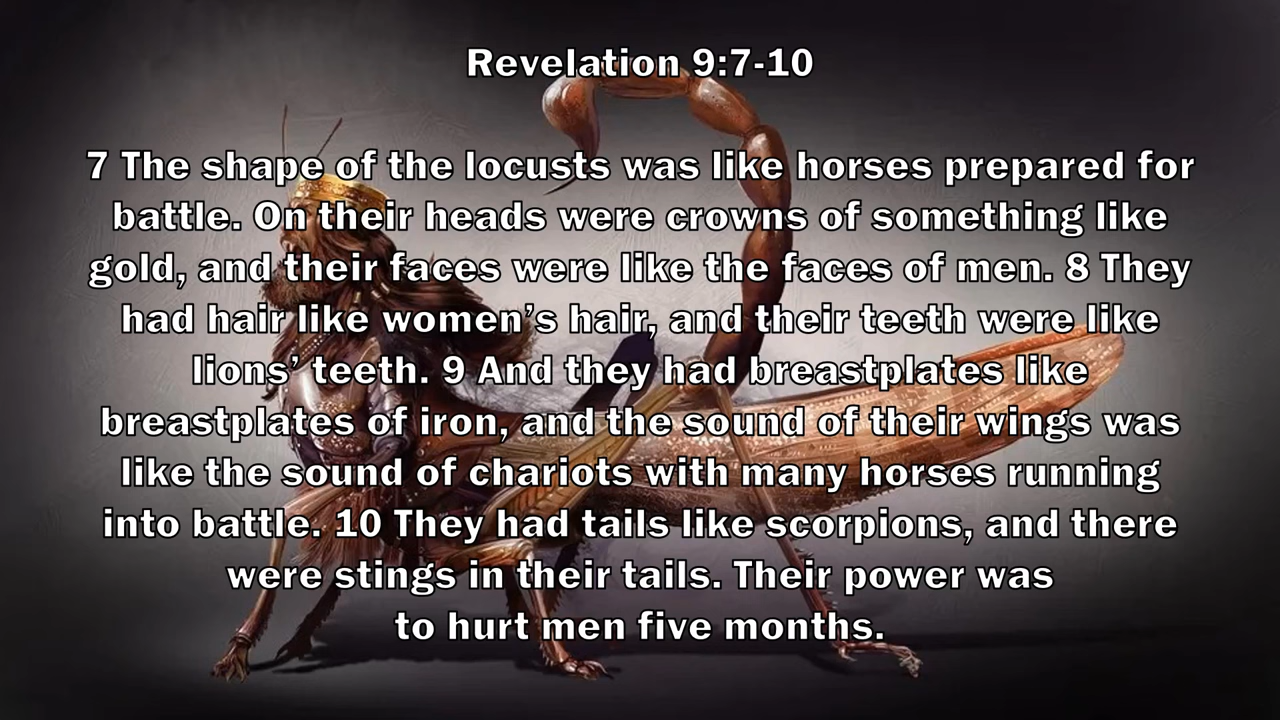 Revelation 9:7-10
7 The shape of the locusts was like horses prepared for
battle. On their heads were crowns of something like
gold, and their faces were like the faces of men. 8 They
had hair like women’s hair, and their teeth were like
lions’ teeth. 9 And they had breastplates like
breastplates of iron, and the sound of their wings was
like the sound of chariots with many horses running
into battle. 10 They had tails like scorpions, and there
were stings in their tails. Their power was
to hurt men five months.